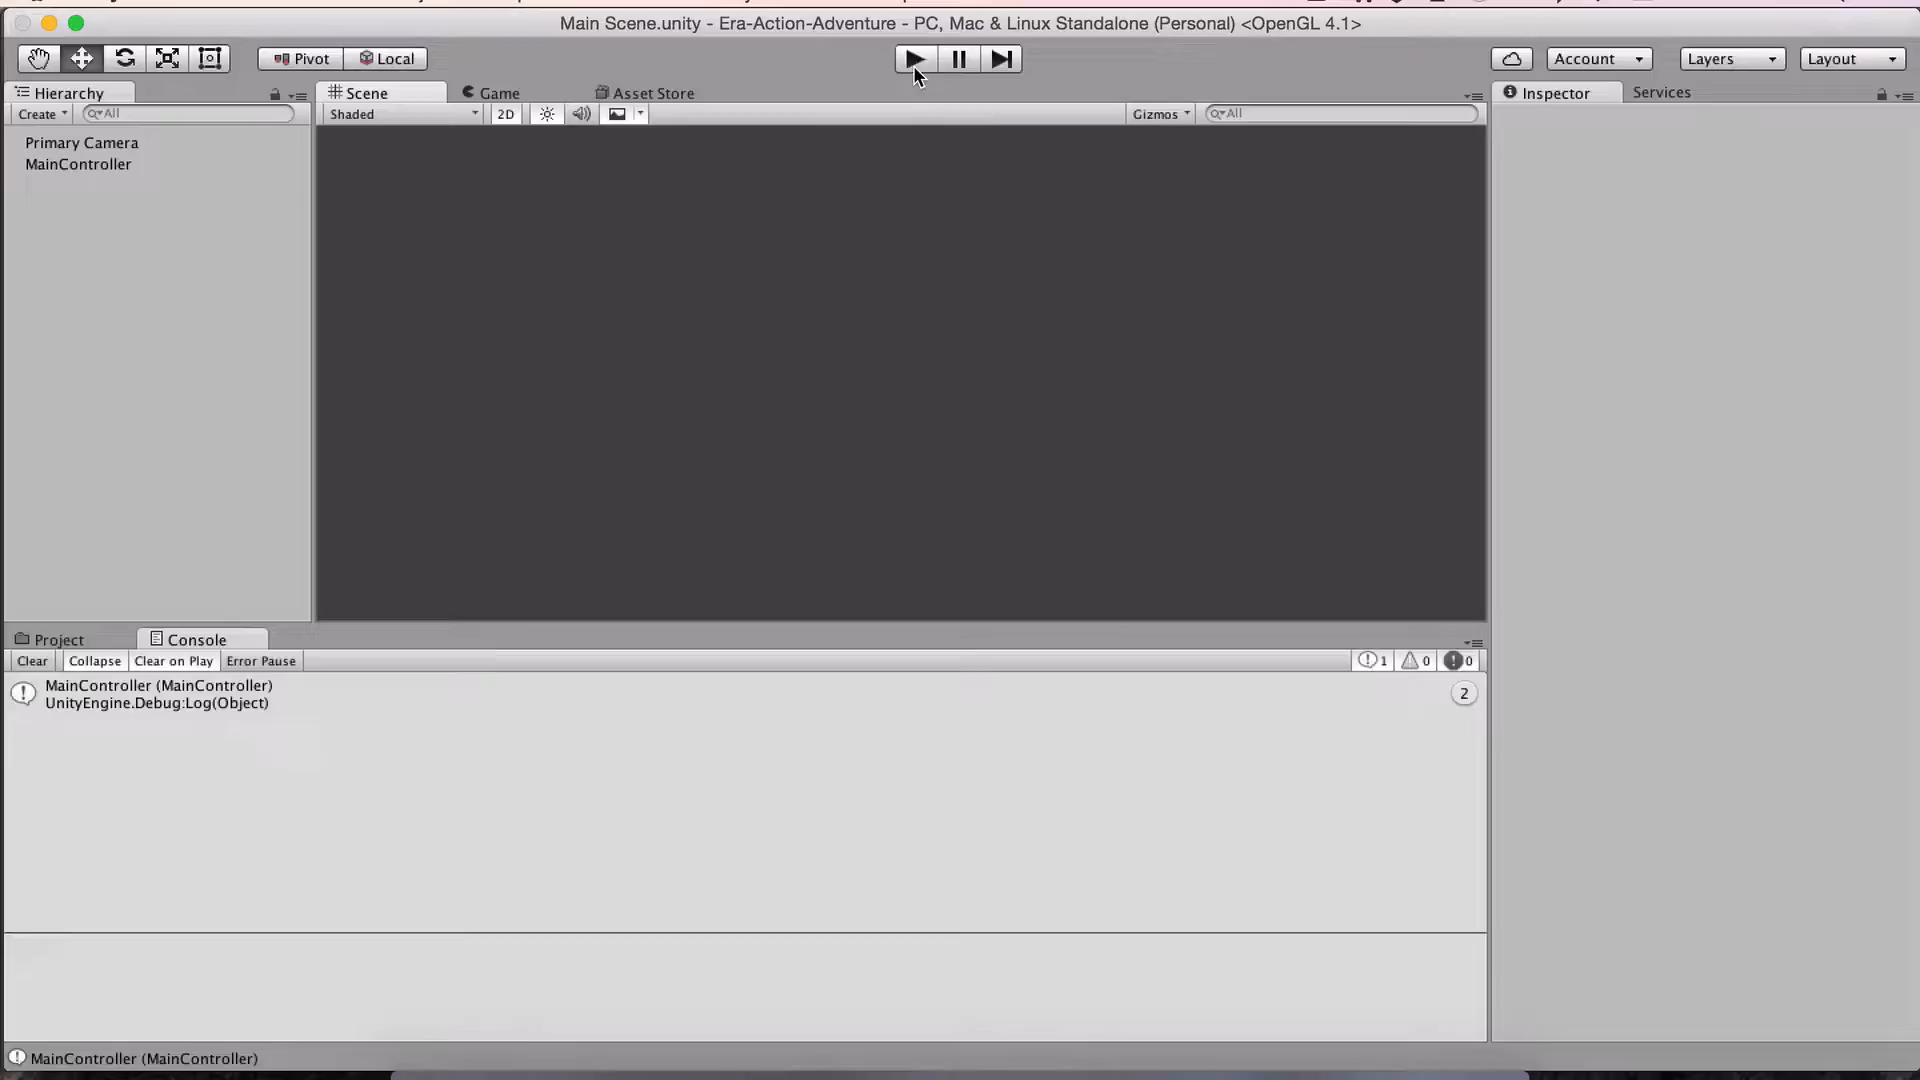 Main Scene.unity - Era-Action-Adventure - PC, Mac & Linux Standalone (Personal) <OpenGL 4.1>
Pivot Local Account Layers Layout
Hierarchy Scene Game Asset Store Inspector Services
Create All Shaded 2D Gizmos All
Primary Camera
MainController
Project Console
Clear Collapse Clear on Play Error Pause 1 0 0
MainController (MainController)
UnityEngine.Debug:Log(Object)
2
MainController (MainController)